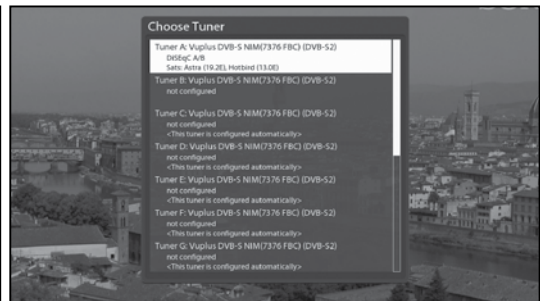 Choose Tuner
Tuner A: Vuplus DVB-S NIM(7376 FBC) (DVB-S2)
DiSEqC A/B
Sats: Astra (19.2E), Hotbird (13.0E)
Tuner B: Vuplus DVB-S NIM(7376 FBC) (DVB-S2)
not configured
Tuner C: Vuplus DVB-S NIM(7376 FBC) (DVB-S2)
not configured
<This tuner is configured automatically>
Tuner D: Vuplus DVB-S NIM(7376 FBC) (DVB-S2)
not configured
<This tuner is configured automatically>
Tuner E: Vuplus DVB-S NIM(7376 FBC) (DVB-S2)
not configured
<This tuner is configured automatically>
Tuner F: Vuplus DVB-S NIM(7376 FBC) (DVB-S2)
not configured
<This tuner is configured automatically>
Tuner G: Vuplus DVB-S NIM(7376 FBC) (DVB-S2)
not configured
<This tuner is configured automatically>